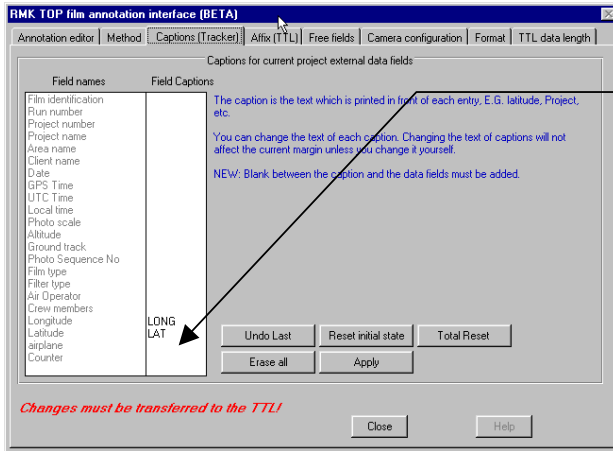 RMK TOP film annotation interface (BETA)
Annotation editor Method Captions (Tracker) Affix (TTL) Free fields Camera configuration Format TTL data length
Captions for current project external data fields
Field names Field Captions
Film identification
Run number
Project number
Project name
Area name
Client name
Date
GPS Time
UTC Time
Local time
Photo scale
Altitude
Ground track
Photo Sequence No
Film type
Filter type
Air Operator
Crew members
Longitude LONG
Latitude LAT
airplane
Counter
The caption is the text which is printed in front of each entry, E.G. latitude, Project,
etc.
You can change the text of each caption. Changing the text of captions will not
affect the current margin unless you change it yourself.
NEW: Blank between the caption and the data fields must be added.
Undo Last Reset initial state Total Reset
Erase all Apply
Changes must be transferred to the TTL!
Close Help